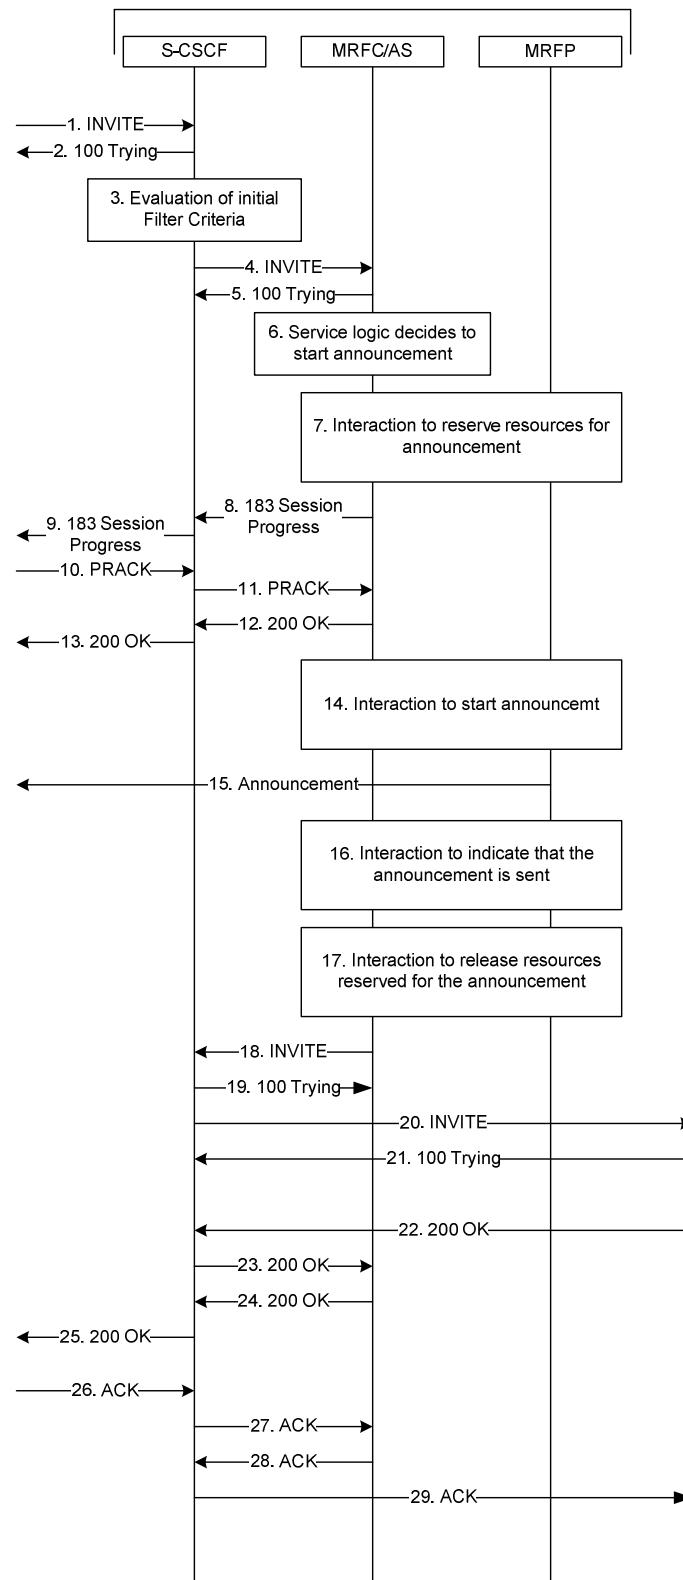 S-CSCF
MRFC/AS
MRFP
1. INVITE
2. 100 Trying
3. Evaluation of initial
Filter Criteria
4. INVITE
5. 100 Trying
6. Service logic decides to
start announcement
7. Interaction to reserve resources for
announcement
8. 183 Session
Progress
9. 183 Session
Progress
10. PRACK
11. PRACK
12. 200 OK
13. 200 OK
14. Interaction to start announcemt
15. Announcement
16. Interaction to indicate that the
announcement is sent
17. Interaction to release resources
reserved for the announcement
18. INVITE
19. 100 Trying
20. INVITE
21. 100 Trying
22. 200 OK
23. 200 OK
24. 200 OK
25. 200 OK
26. ACK
27. ACK
28. ACK
29. ACK